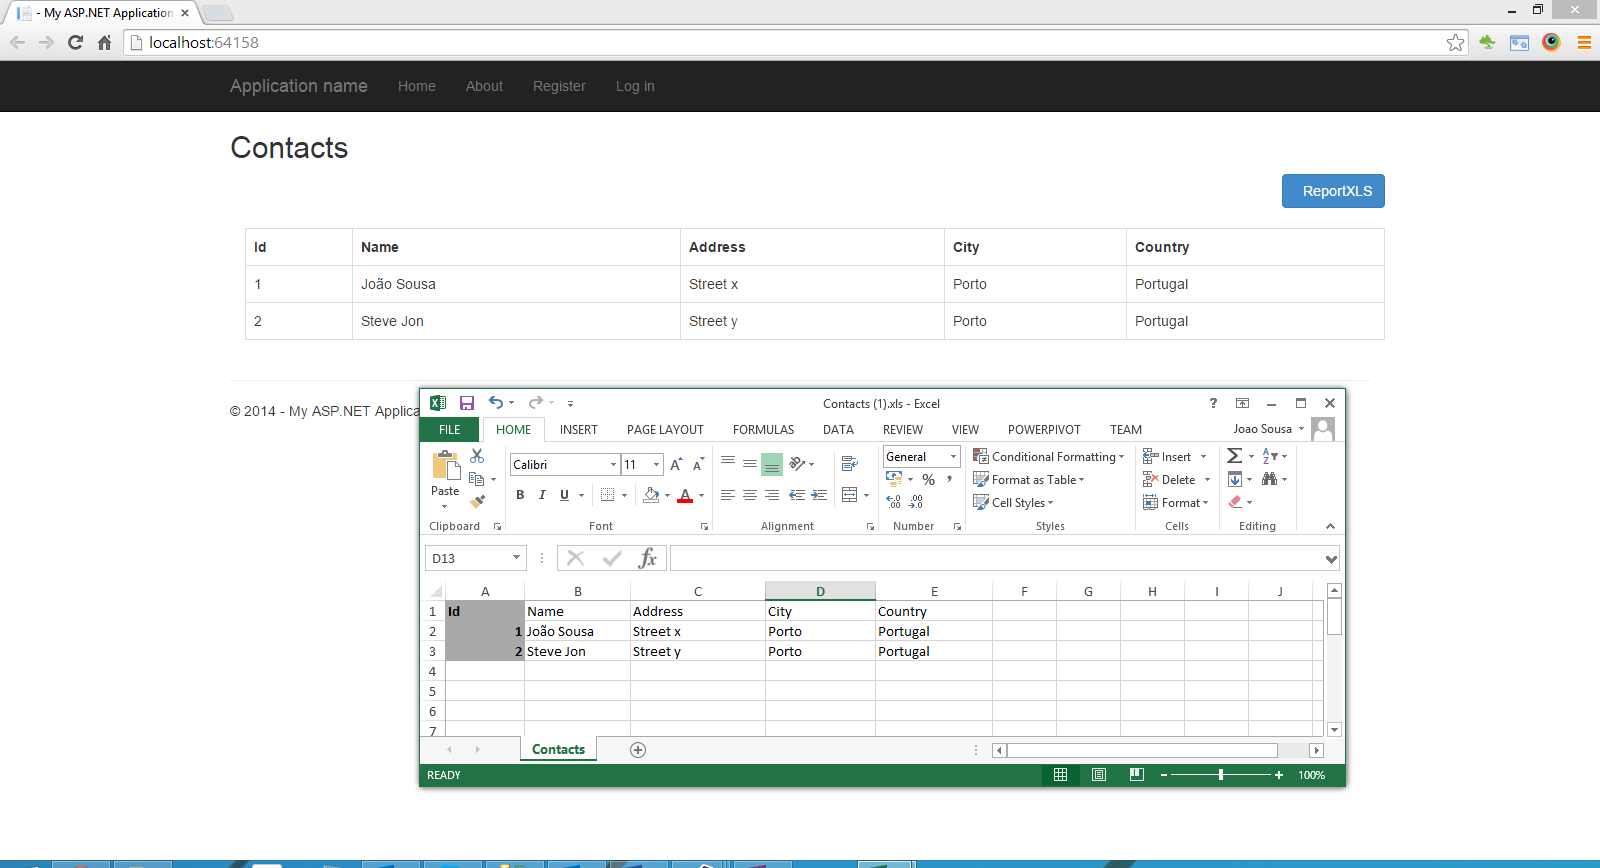 - My ASP.NET Application
localhost:64158
Application name Home About Register Log in
Contacts
ReportXLS
Id Name Address City Country
1 João Sousa Street x Porto Portugal
2 Steve Jon Street y Porto Portugal
© 2014 - My ASP.NET Applica
Contacts (1).xls - Excel
FILE HOME INSERT PAGE LAYOUT FORMULAS DATA REVIEW VIEW POWERPIVOT TEAM Joao Sousa
Paste
Calibri 11
B I U A
General
% ,
Conditional Formatting
Format as Table
Cell Styles
Insert
Delete
Format
Clipboard Font Alignment Number Styles Cells Editing
D13 fx
A B C D E F G H I J
1 Id Name Address City Country
2 1 João Sousa Street x Porto Portugal
3 2 Steve Jon Street y Porto Portugal
4
5
6
7
Contacts
READY 100%